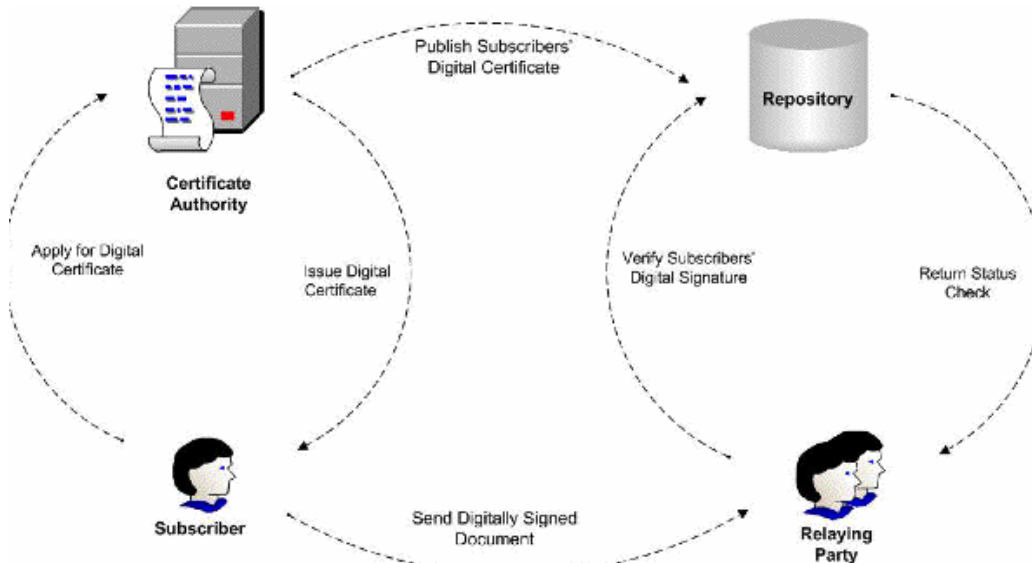 Publish Subscribers'
Digital Certificate
Repository
Certificate
Authority
Apply for Digital
Certificate
Issue Digital
Certificate
Verify Subscribers'
Digital Signature
Return Status
Check
Subscriber
Send Digitally Signed
Document
Relaying
Party